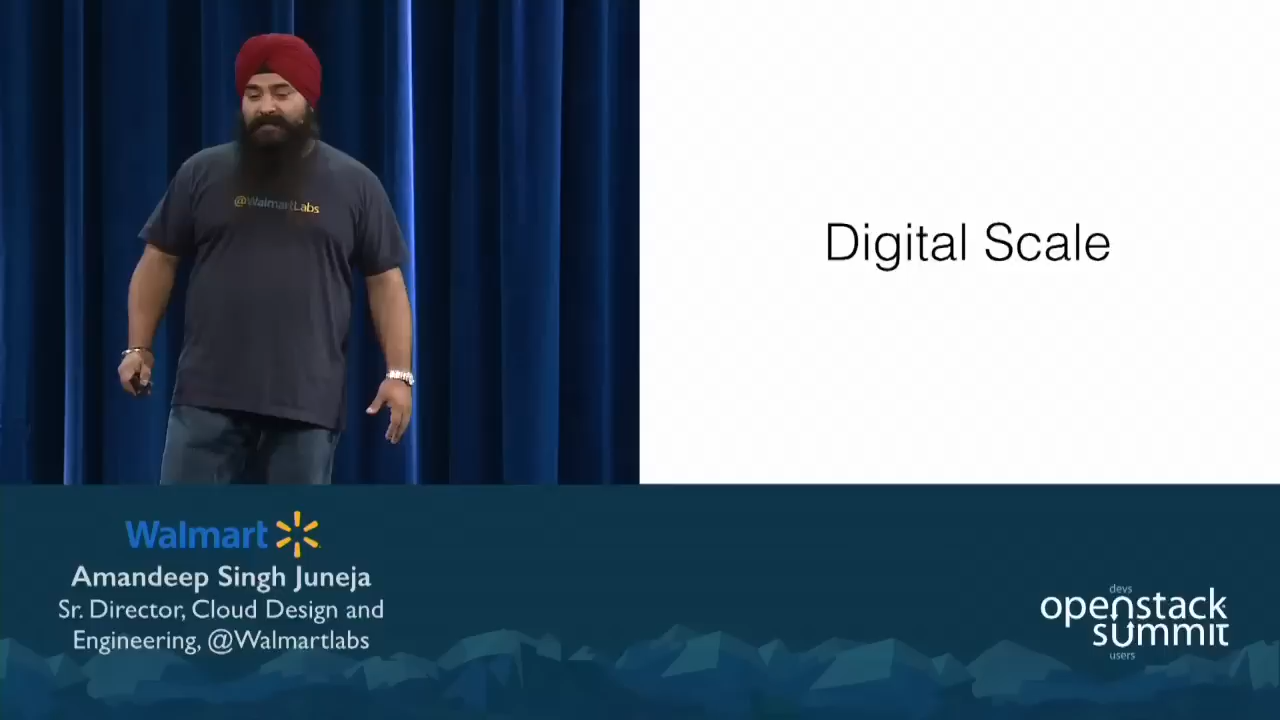 @WalmartLabs
Digital Scale
Walmart
Amandeep Singh Juneja
Sr. Director, Cloud Design and
Engineering, @Walmartlabs
devs
openstack
summit
users